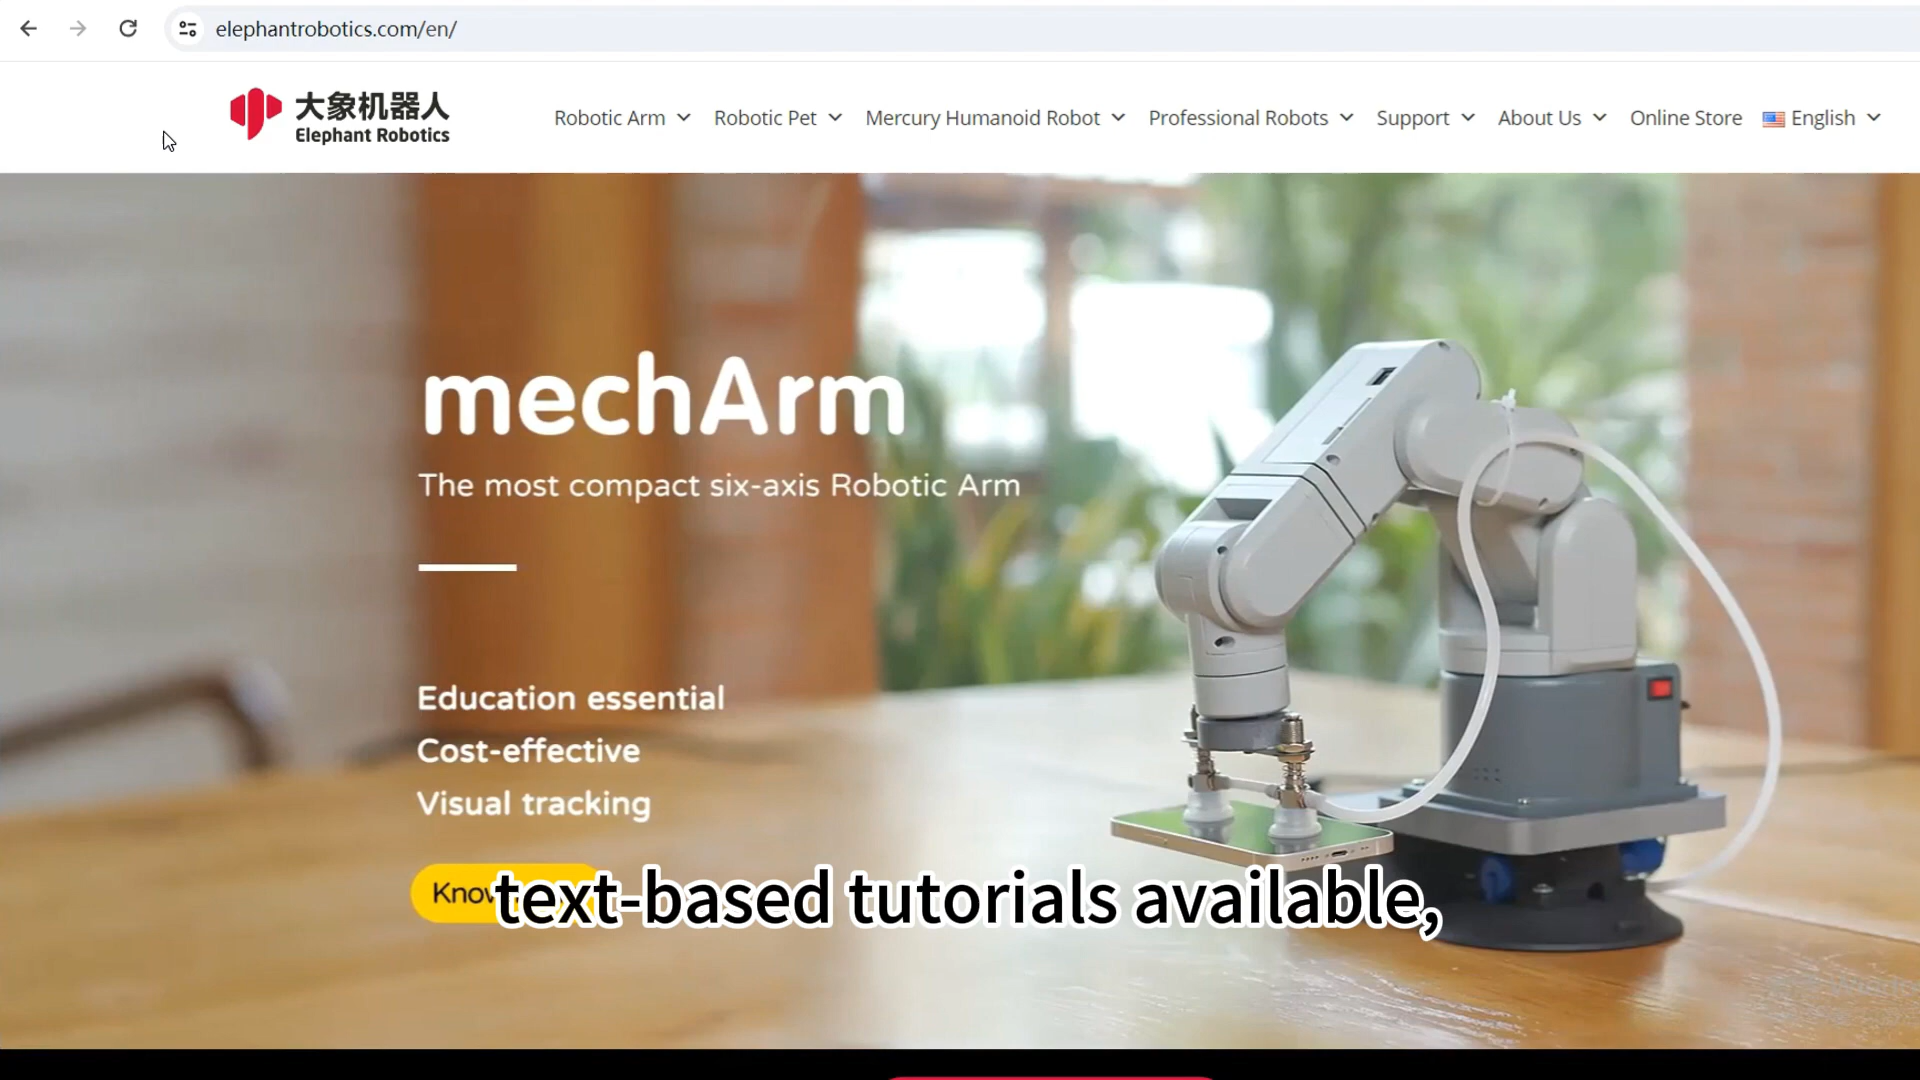 elephantrobotics.com/en/
大象机器人
Elephant Robotics
Robotic Arm
Robotic Pet
Mercury Humanoid Robot
Professional Robots
Support
About Us
Online Store
English
mechArm
The most compact six-axis Robotic Arm
Education essential
Cost-effective
Visual tracking
text-based tutorials available,